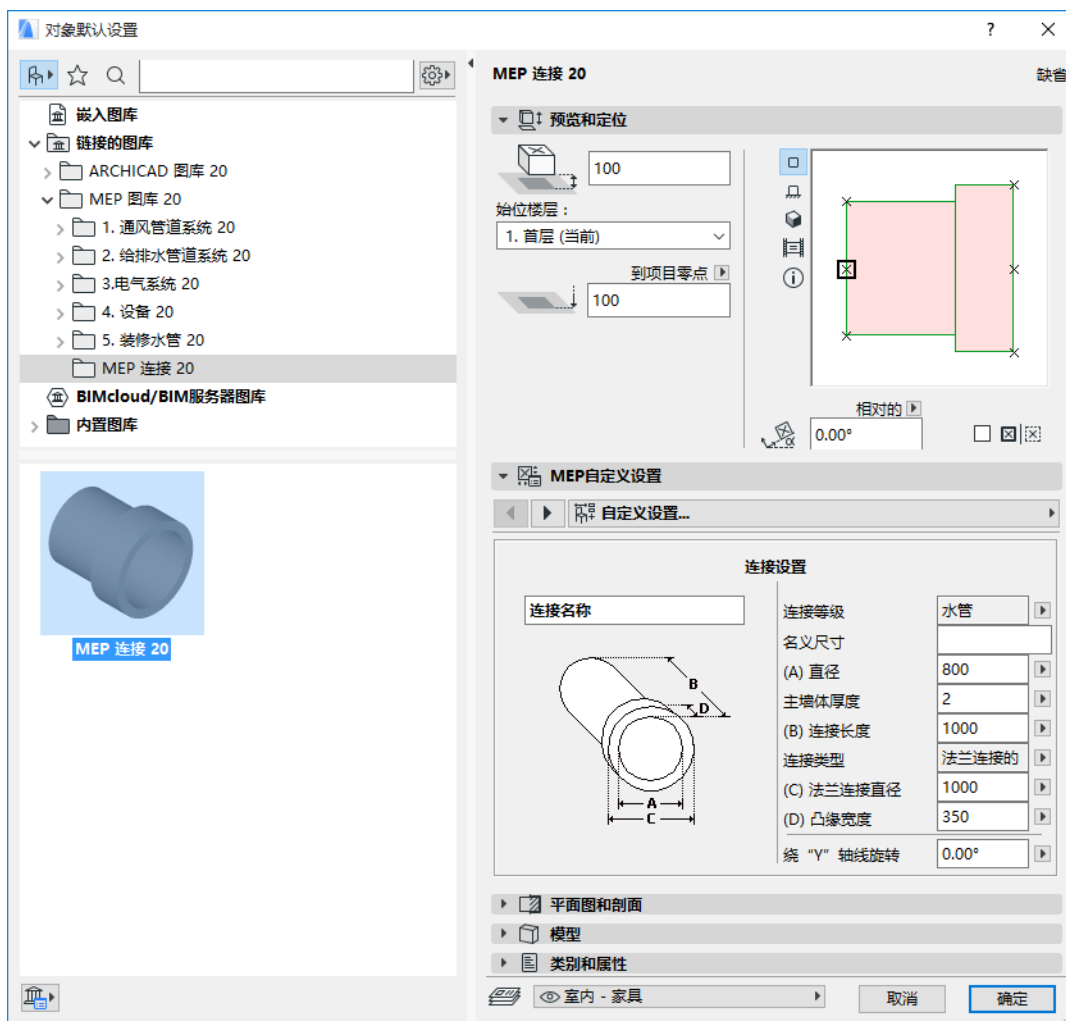 对象默认设置
?
嵌入图库
链接的图库
ARCHICAD 图库 20
MEP 图库 20
1. 通风管道系统 20
2. 给排水管道系统 20
3.电气系统 20
4. 设备 20
5. 装修水管 20
MEP 连接 20
BIMcloud/BIM服务器图库
内置图库
MEP 连接 20
MEP 连接 20
缺省
预览和定位
100
始位楼层：
1. 首层 (当前)
到项目零点
100
相对的
α
0.00°
MEP自定义设置
自定义设置...
连接设置
连接名称
B
D
A
C
连接等级
水管
名义尺寸
(A) 直径
800
主墙体厚度
2
(B) 连接长度
1000
连接类型
法兰连接的
(C) 法兰连接直径
1000
(D) 凸缘宽度
350
绕 “Y” 轴线旋转
0.00°
平面图和剖面
模型
类别和属性
室内 - 家具
取消
确定